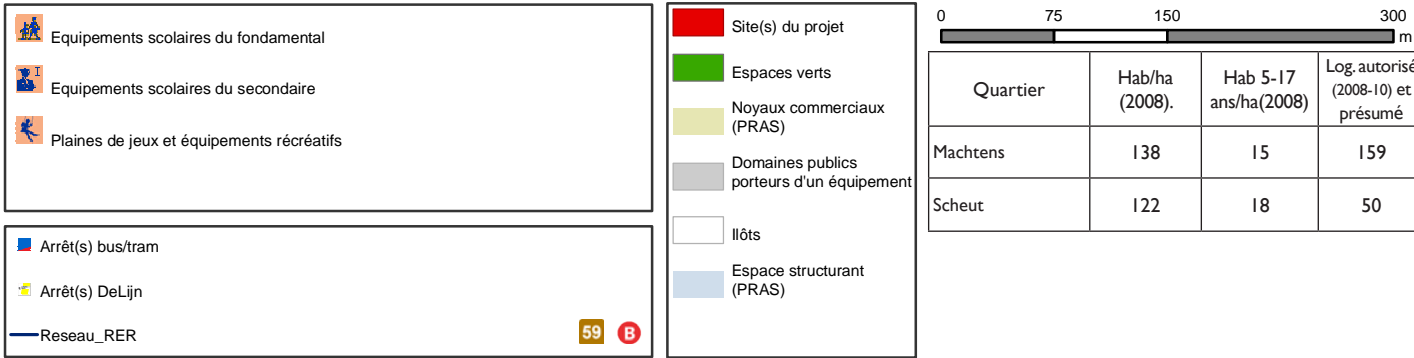 Equipements scolaires du fondamental
I
Equipements scolaires du secondaire
Plaines de jeux et équipements récréatifs
Arrêt(s) bus/tram
Arrêt(s) DeLijn
Reseau_RER
59 B
Site(s) du projet
Espaces verts
Noyaux commerciaux
(PRAS)
Domaines publics
porteurs d'un équipement
Ilôts
Espace structurant
(PRAS)
0 75 150 300
m
Quartier Hab/ha (2008). Hab 5-17 ans/ha(2008) Log. autorisé (2008-10) et présumé
Machtens 138 15 159
Scheut 122 18 50